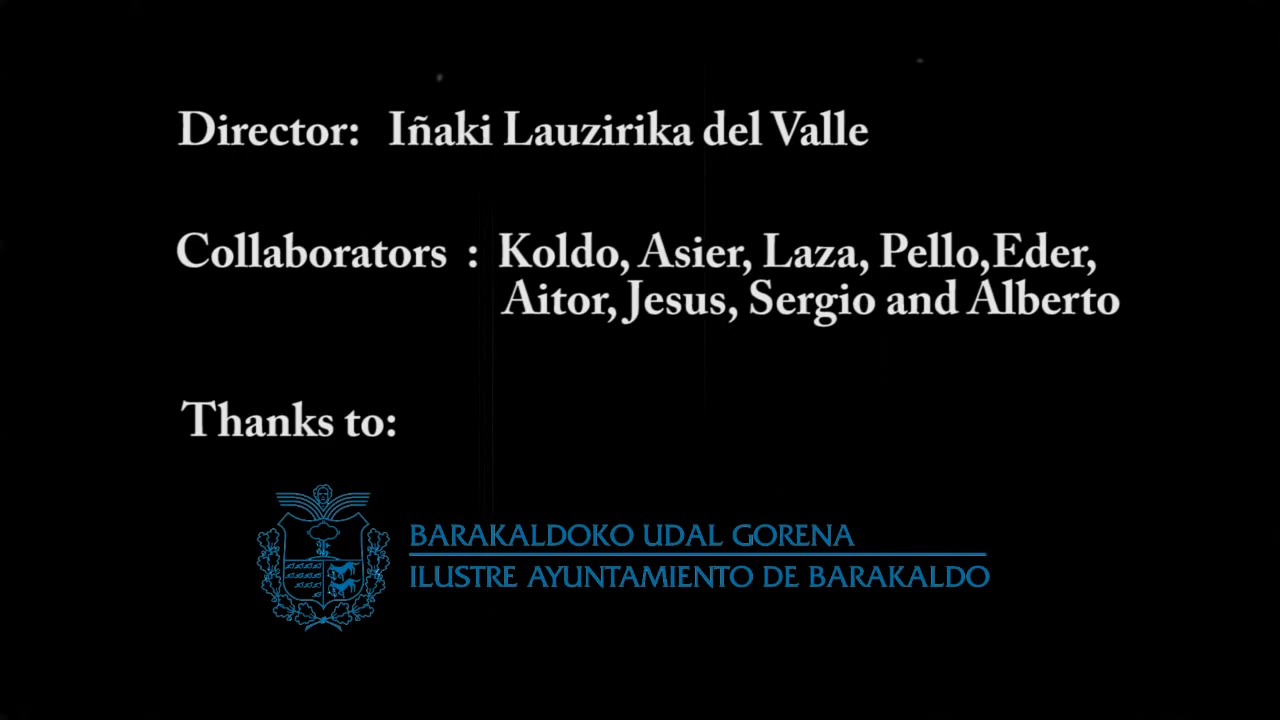 Director: Iñaki Lauzirika del Valle
Collaborators : Koldo, Asier, Laza, Pello,Eder,
Aitor, Jesus, Sergio and Alberto
Thanks to:
BARAKALDOKO UDAL GORENA
ILUSTRE AYUNTAMIENTO DE BARAKALDO